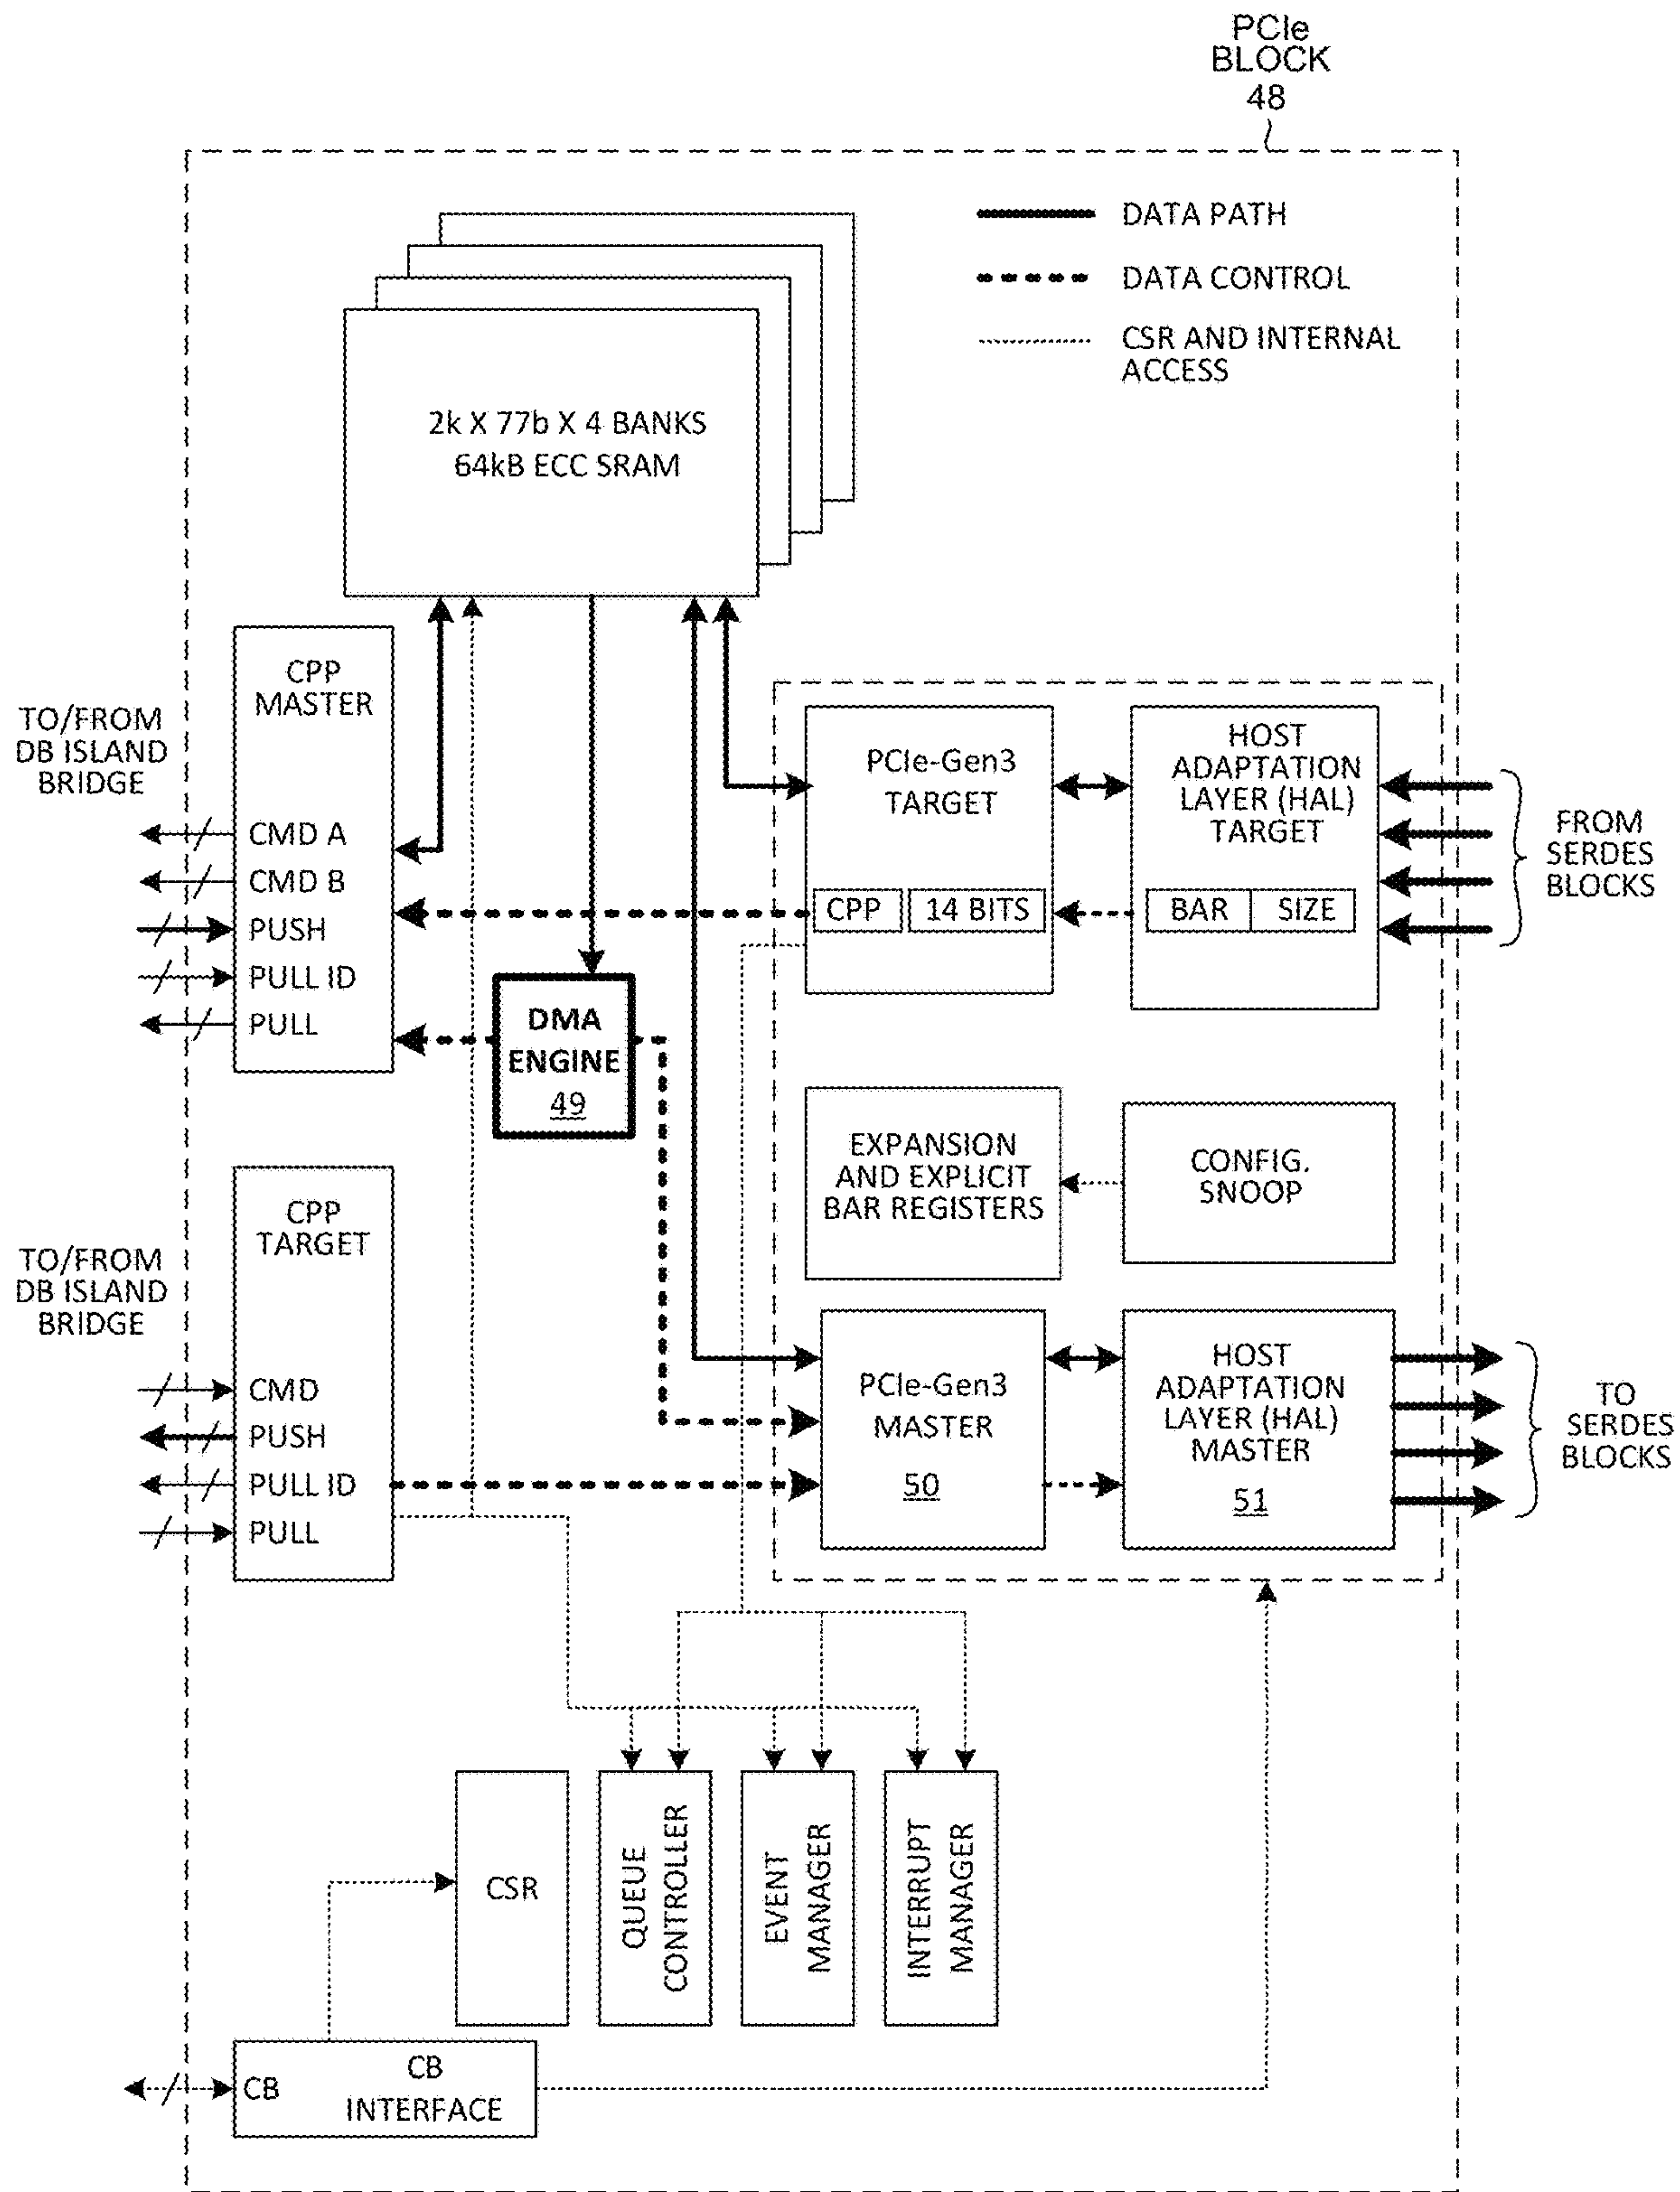 PCIe
BLOCK
48
DATA PATH
DATA CONTROL
CSR AND INTERNAL
ACCESS
2k X 77b X 4 BANKS
64kB ECC SRAM
TO/FROM
DB ISLAND
BRIDGE
CPP
MASTER
CMD A
CMD B
PUSH
PULL ID
PULL
DMA
ENGINE
49
PCIe-Gen3
TARGET
CPP
14 BITS
HOST
ADAPTATION
LAYER (HAL)
TARGET
BAR
SIZE
FROM
SERDES
BLOCKS
EXPANSION
AND EXPLICIT
BAR REGISTERS
CONFIG.
SNOOP
TO/FROM
DB ISLAND
BRIDGE
CPP
TARGET
CMD
PUSH
PULL ID
PULL
PCIe-Gen3
MASTER
50
HOST
ADAPTATION
LAYER (HAL)
MASTER
51
TO
SERDES
BLOCKS
CSR
QUEUE
CONTROLLER
EVENT
MANAGER
INTERRUPT
MANAGER
CB
CB
INTERFACE